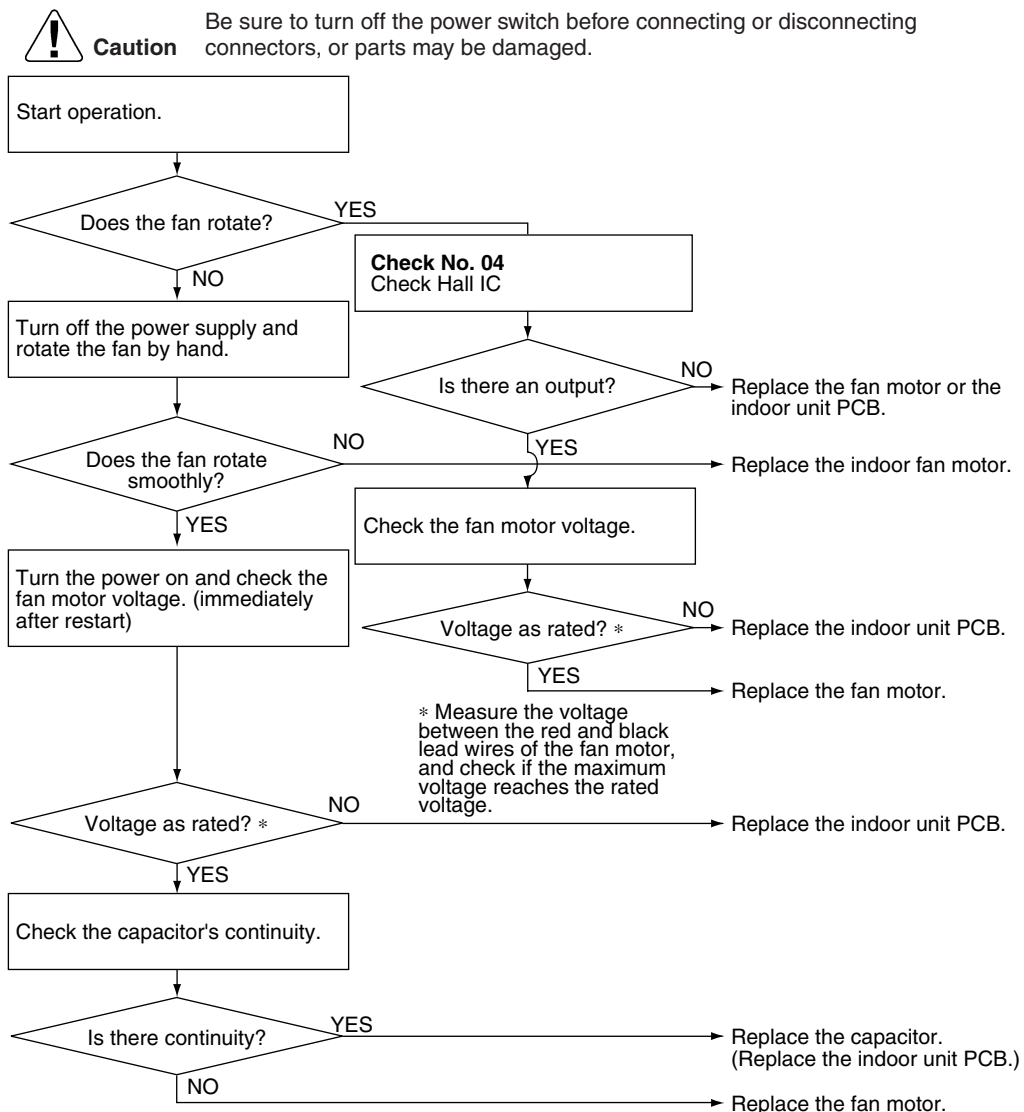 Be sure to turn off the power switch before connecting or disconnecting
Caution connectors, or parts may be damaged.
Start operation.
Does the fan rotate?
YES
NO
Check No. 04
Check Hall IC
Turn off the power supply and
rotate the fan by hand.
Is there an output?
NO
Replace the fan motor or the
indoor unit PCB.
YES
Does the fan rotate
smoothly?
NO
Replace the indoor fan motor.
YES
Check the fan motor voltage.
Turn the power on and check the
fan motor voltage. (immediately
after restart)
Voltage as rated? *
NO
Replace the indoor unit PCB.
YES
Replace the fan motor.
* Measure the voltage
between the red and black
lead wires of the fan motor,
and check if the maximum
voltage reaches the rated
voltage.
Voltage as rated? *
NO
Replace the indoor unit PCB.
YES
Check the capacitor's continuity.
Is there continuity?
YES
Replace the capacitor.
(Replace the indoor unit PCB.)
NO
Replace the fan motor.